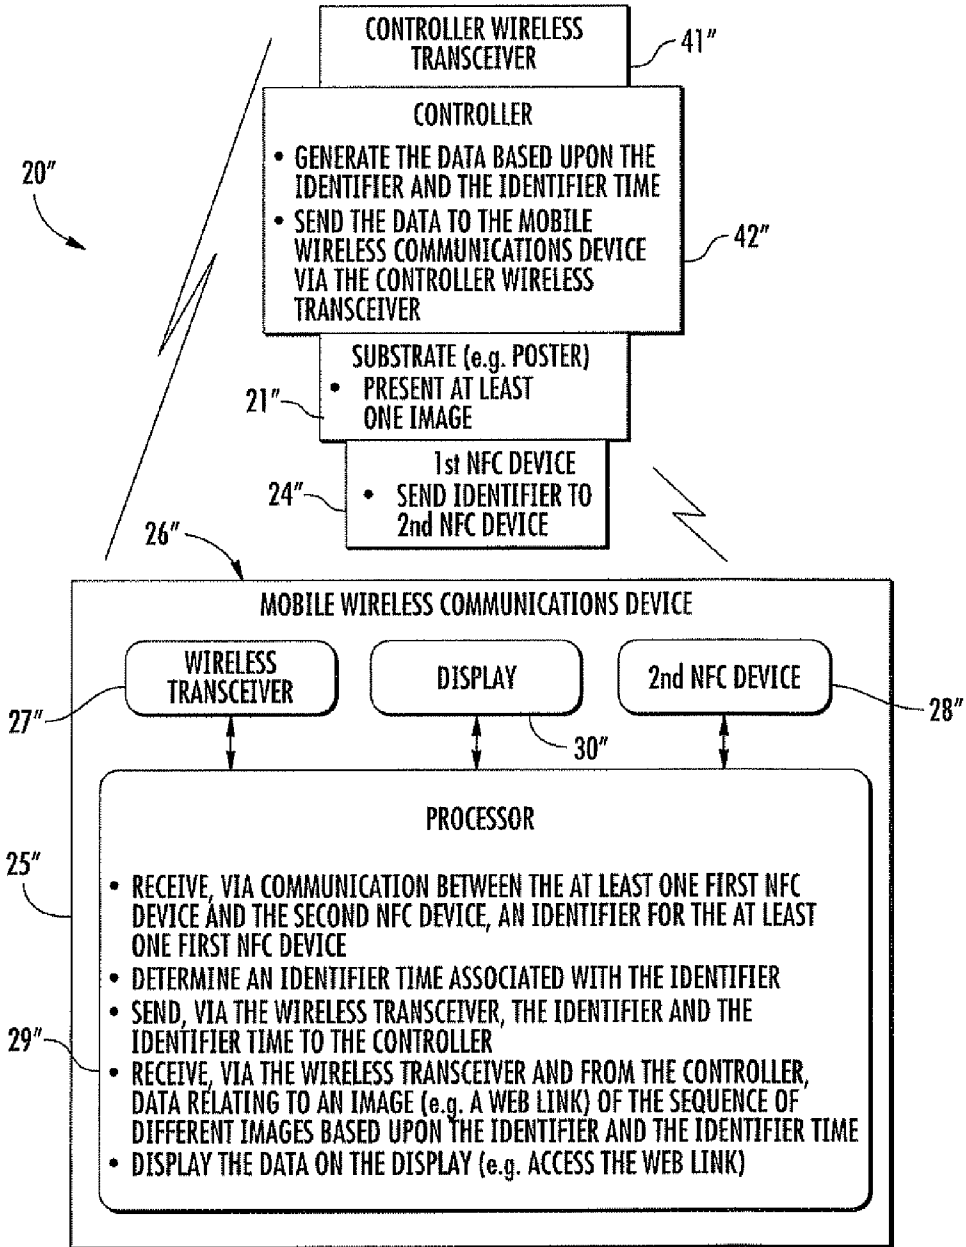 CONTROLLER WIRELESS
TRANSCEIVER
41"
CONTROLLER
• GENERATE THE DATA BASED UPON THE
IDENTIFIER AND THE IDENTIFIER TIME
• SEND THE DATA TO THE MOBILE
WIRELESS COMMUNICATIONS DEVICE
VIA THE CONTROLLER WIRELESS
TRANSCEIVER
20"
42"
SUBSTRATE (e.g. POSTER)
• PRESENT AT LEAST
ONE IMAGE
21"
1st NFC DEVICE
• SEND IDENTIFIER TO
2nd NFC DEVICE
24"
26"
MOBILE WIRELESS COMMUNICATIONS DEVICE
WIRELESS
TRANSCEIVER
DISPLAY
2nd NFC DEVICE
27"
30"
28"
PROCESSOR
25"
• RECEIVE, VIA COMMUNICATION BETWEEN THE AT LEAST ONE FIRST NFC
DEVICE AND THE SECOND NFC DEVICE, AN IDENTIFIER FOR THE AT LEAST
ONE FIRST NFC DEVICE
• DETERMINE AN IDENTIFIER TIME ASSOCIATED WITH THE IDENTIFIER
• SEND, VIA THE WIRELESS TRANSCEIVER, THE IDENTIFIER AND THE
IDENTIFIER TIME TO THE CONTROLLER
29"
• RECEIVE, VIA THE WIRELESS TRANSCEIVER AND FROM THE CONTROLLER,
DATA RELATING TO AN IMAGE (e.g. A WEB LINK) OF THE SEQUENCE OF
DIFFERENT IMAGES BASED UPON THE IDENTIFIER AND THE IDENTIFIER TIME
• DISPLAY THE DATA ON THE DISPLAY (e.g. ACCESS THE WEB LINK)